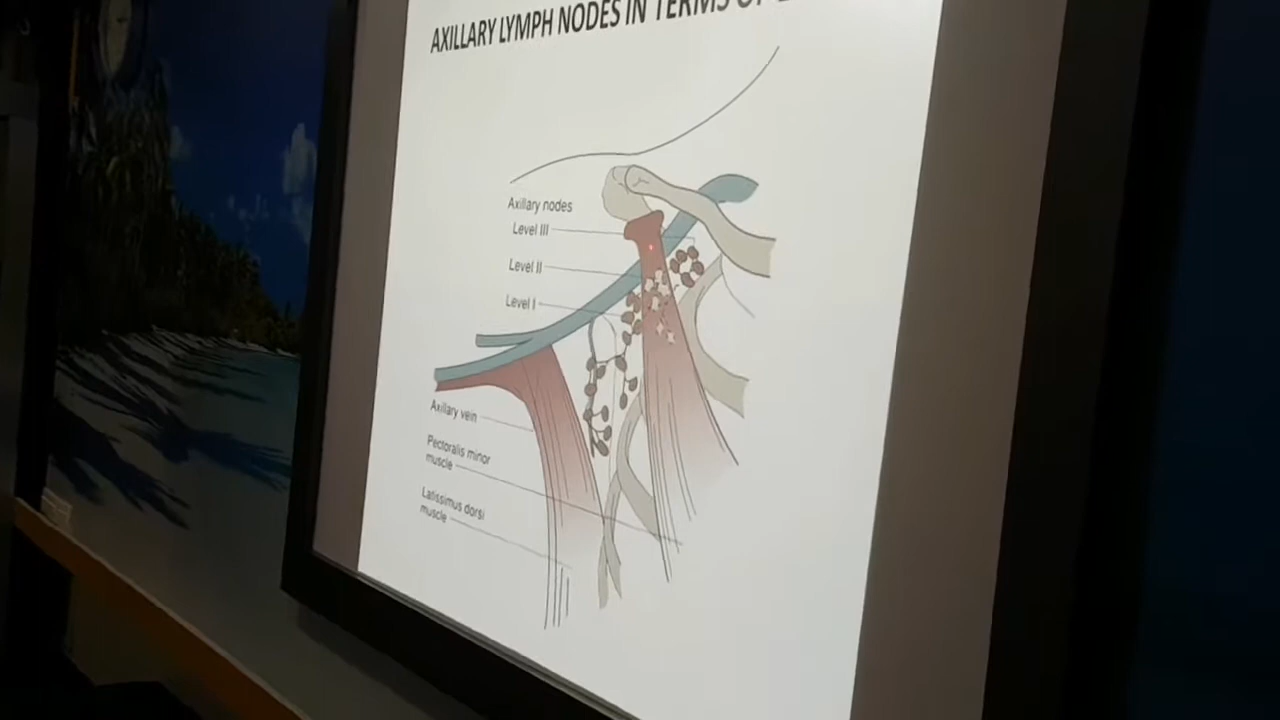 AXILLARY LYMPH NODES IN TERMS OF
Axillary nodes
Level III
Level II
Level I
Axillary vein
Pectoralis minor
muscle
Latissimus dorsi
muscle